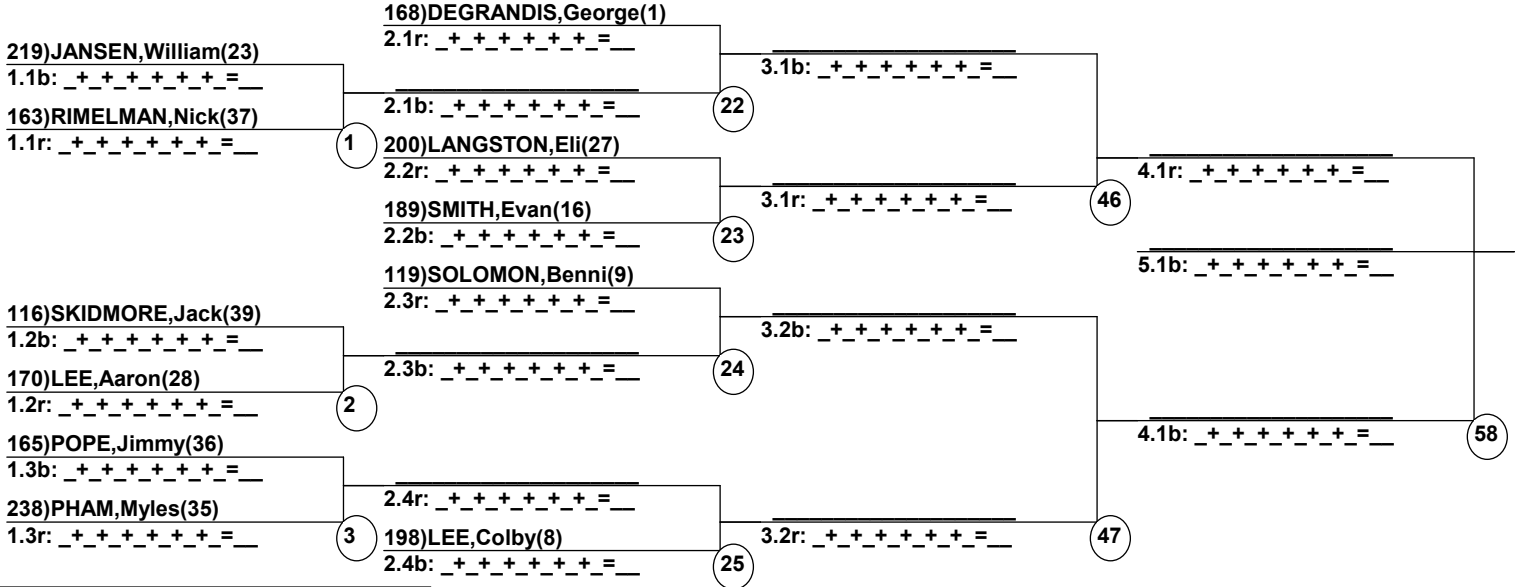 168)DEGRANDIS,George(1)
2.1r: _+_+_+_+_+_=__
219)JANSEN,William(23)
1.1b: _+_+_+_+_+_=__
3.1b: _+_+_+_+_+_=__
2.1b: _+_+_+_+_+_=__
22
163)RIMELMAN,Nick(37)
1.1r: _+_+_+_+_+_=__
1
200)LANGSTON,Eli(27)
2.2r: _+_+_+_+_+_=__
4.1r: _+_+_+_+_+_=__
3.1r: _+_+_+_+_+_=__
46
189)SMITH,Evan(16)
2.2b: _+_+_+_+_+_=__
23
5.1b: _+_+_+_+_+_=__
119)SOLOMON,Benni(9)
2.3r: _+_+_+_+_+_=__
116)SKIDMORE,Jack(39)
1.2b: _+_+_+_+_+_=__
3.2b: _+_+_+_+_+_=__
2.3b: _+_+_+_+_+_=__
24
170)LEE,Aaron(28)
1.2r: _+_+_+_+_+_=__
2
4.1b: _+_+_+_+_+_=__
58
165)POPE,Jimmy(36)
1.3b: _+_+_+_+_+_=__
2.4r: _+_+_+_+_+_=__
238)PHAM,Myles(35)
1.3r: _+_+_+_+_+_=__
3
3.2r: _+_+_+_+_+_=__
47
198)LEE,Colby(8)
2.4b: _+_+_+_+_+_=__
25